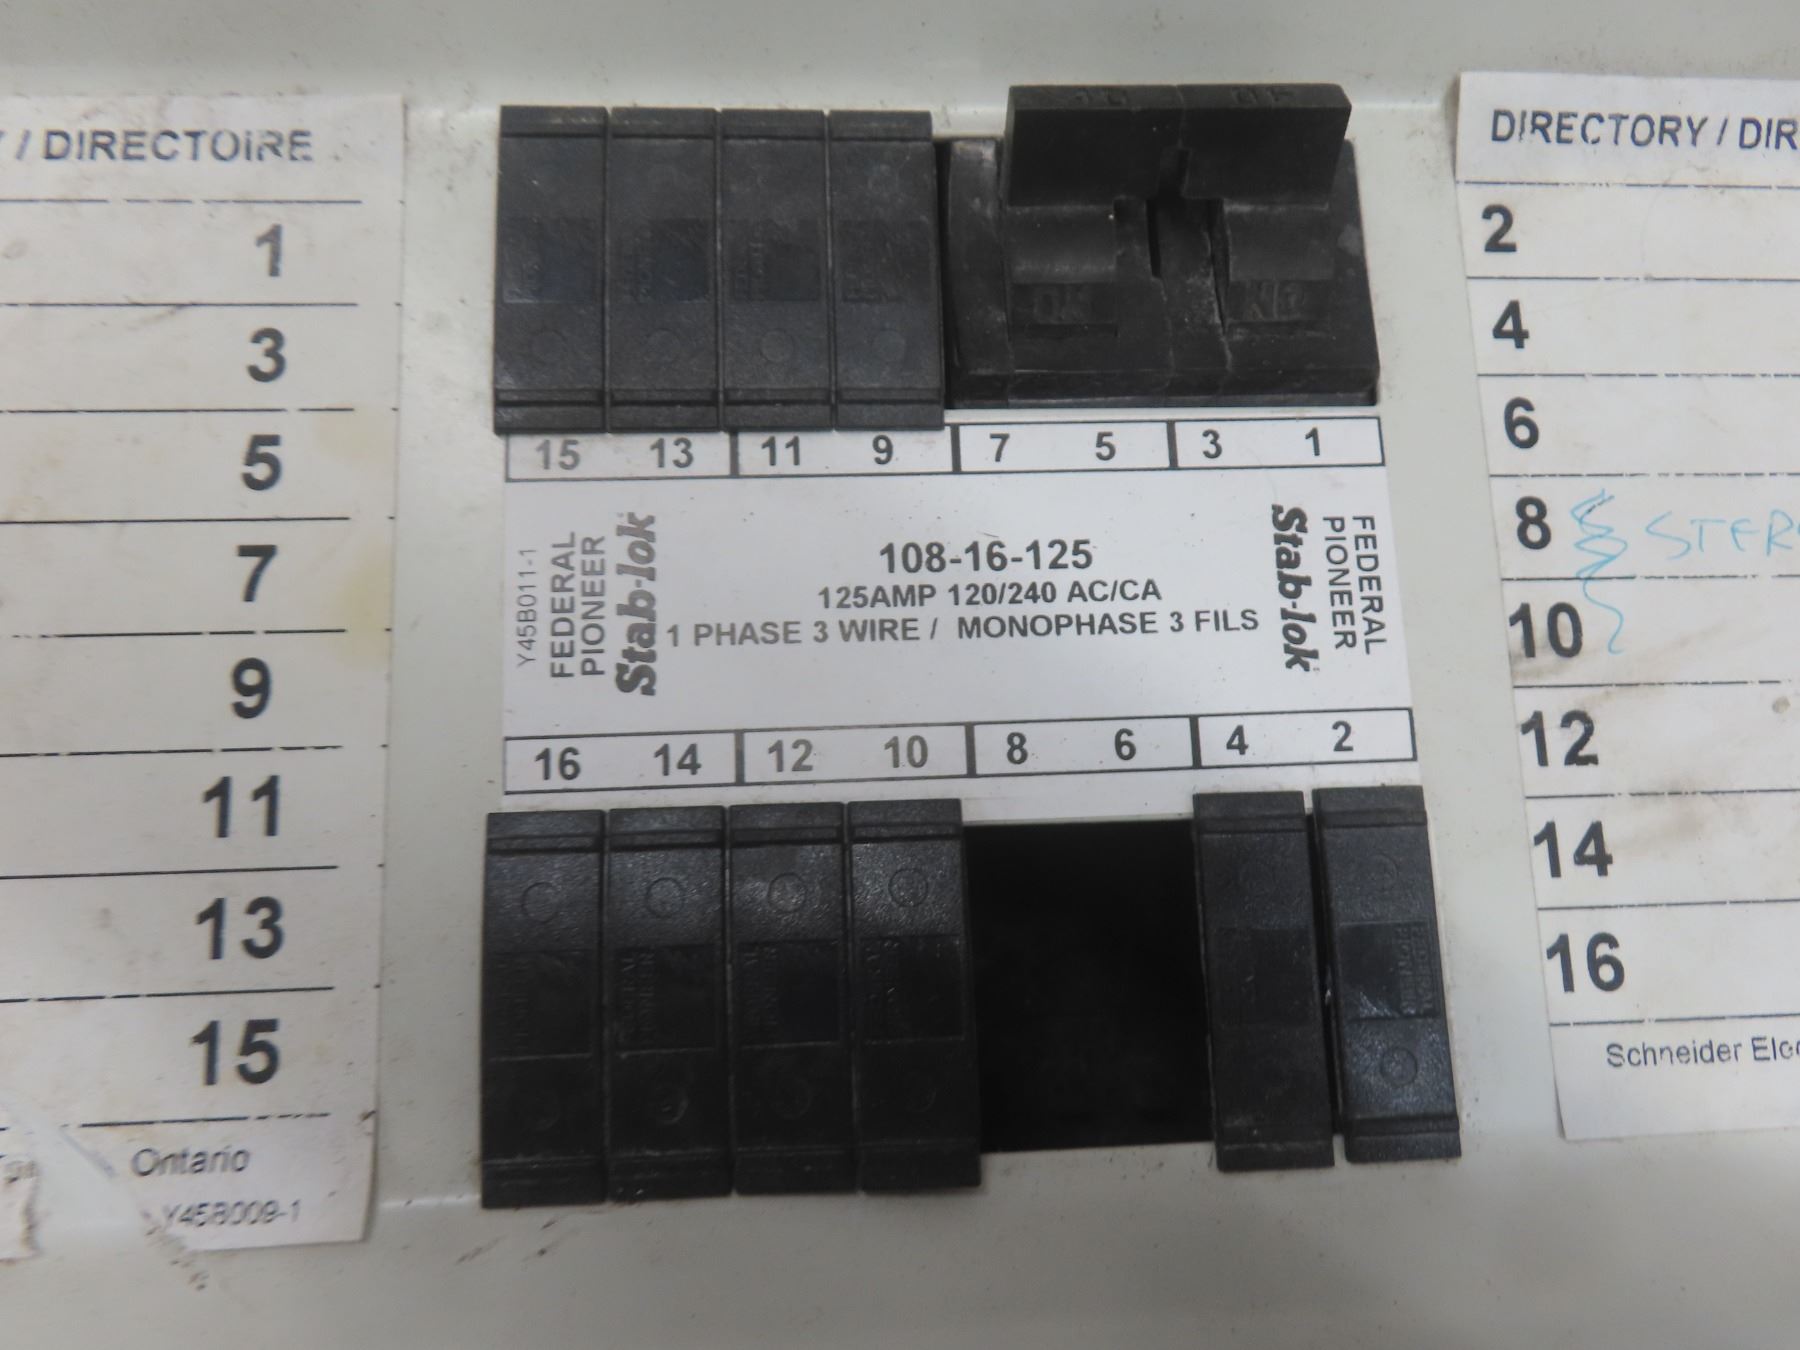 / DIRECTOIRE
1
3
5
7
9
11
13
15
Ontario
Y45B009-1
15 13 11 9 7 5 3 1
Y45B011-1
FEDERAL
PIONEER
Stab-lok
108-16-125
125AMP 120/240 AC/CA
1 PHASE 3 WIRE / MONOPHASE 3 FILS
Stab-lok
FEDERAL
PIONEER
16 14 12 10 8 6 4 2
FEDERAL
PIONEER
DIRECTORY / DIR
2
4
6
8
10
12
14
16
Schneider